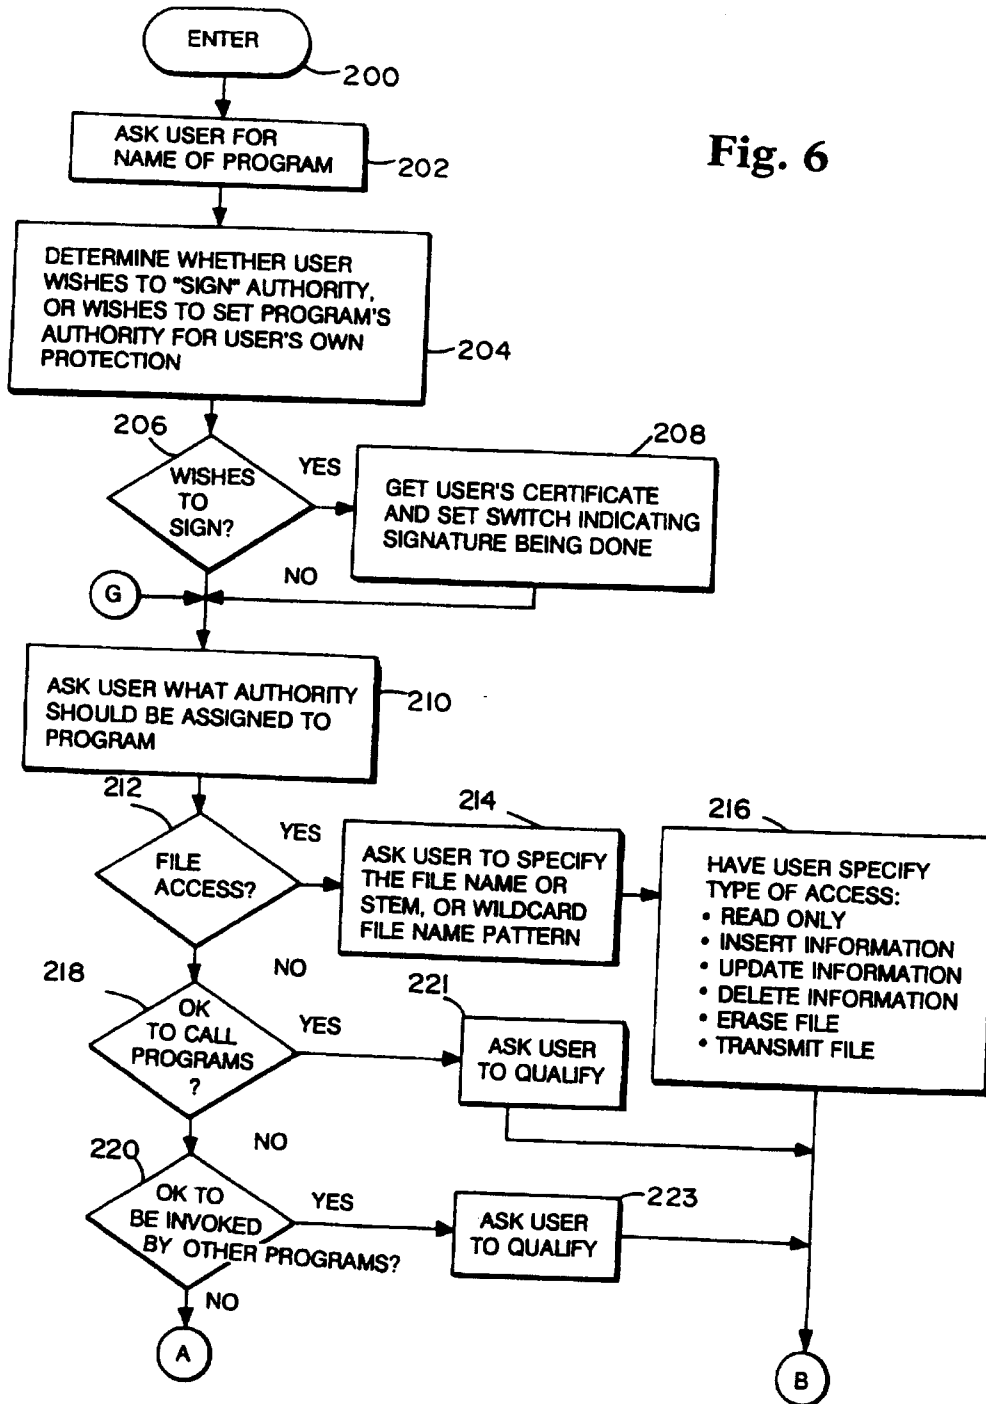 ENTER
200
ASK USER FOR
NAME OF PROGRAM
202
Fig. 6
DETERMINE WHETHER USER
WISHES TO "SIGN" AUTHORITY,
OR WISHES TO SET PROGRAM'S
AUTHORITY FOR USER'S OWN
PROTECTION
204
206
WISHES
TO
SIGN?
YES
208
GET USER'S CERTIFICATE
AND SET SWITCH INDICATING
SIGNATURE BEING DONE
NO
G
ASK USER WHAT AUTHORITY
SHOULD BE ASSIGNED TO
PROGRAM
210
212
FILE
ACCESS?
YES
214
ASK USER TO SPECIFY
THE FILE NAME OR
STEM, OR WILDCARD
FILE NAME PATTERN
216
HAVE USER SPECIFY
TYPE OF ACCESS:
• READ ONLY
• INSERT INFORMATION
• UPDATE INFORMATION
• DELETE INFORMATION
• ERASE FILE
• TRANSMIT FILE
NO
218
OK
TO CALL
PROGRAMS
?
YES
221
ASK USER
TO QUALIFY
NO
220
OK TO
BE INVOKED
BY OTHER PROGRAMS?
YES
223
ASK USER
TO QUALIFY
NO
A
B